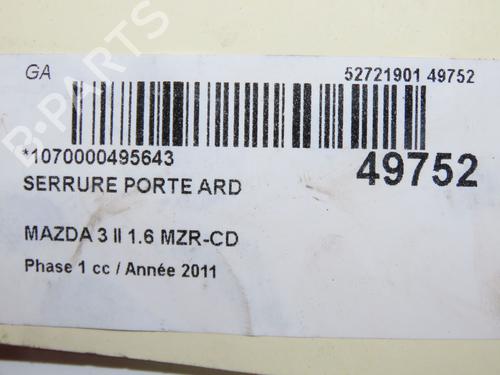 GA 52721901 49752
*1070000495643 49752
SERRURE PORTE ARD
MAZDA 3 II 1.6 MZR-CD
Phase 1 cc / Année 2011
B-PARTS